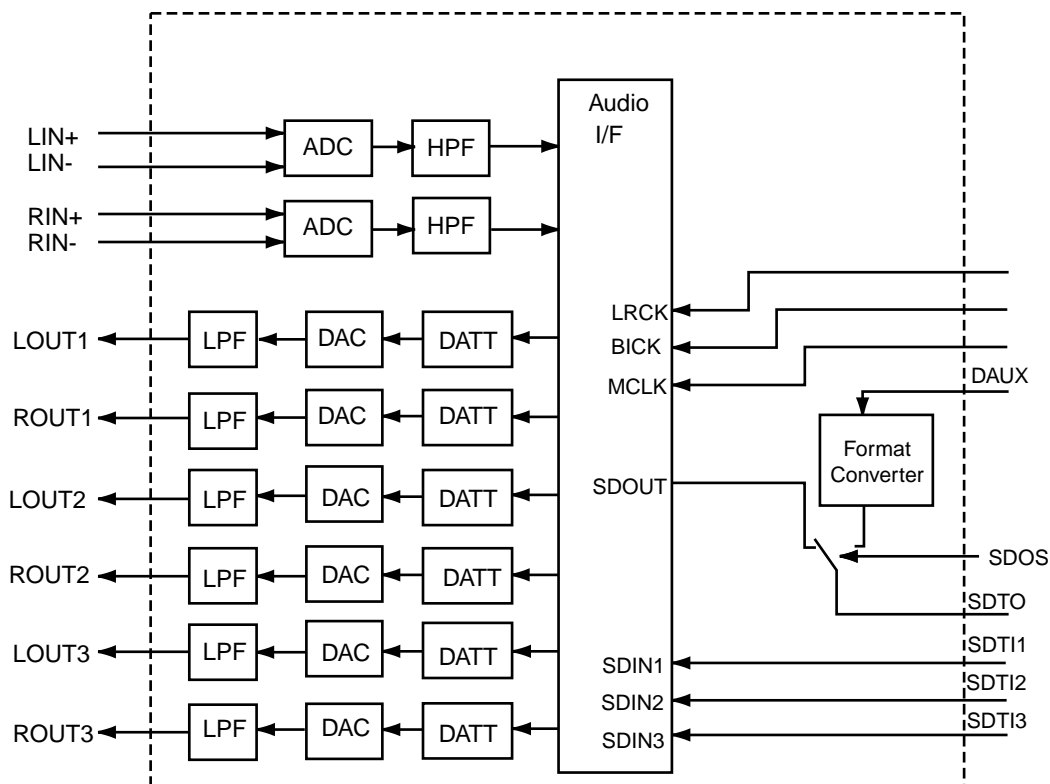 Audio
I/F
LIN+
LIN-
ADC
HPF
RIN+
RIN-
ADC
HPF
LRCK
BICK
MCLK
DAUX
Format
Converter
SDOUT
SDOS
SDTO
SDIN1
SDTI1
SDIN2
SDTI2
SDIN3
SDTI3
LOUT1
LPF
DAC
DATT
ROUT1
LPF
DAC
DATT
LOUT2
LPF
DAC
DATT
ROUT2
LPF
DAC
DATT
LOUT3
LPF
DAC
DATT
ROUT3
LPF
DAC
DATT